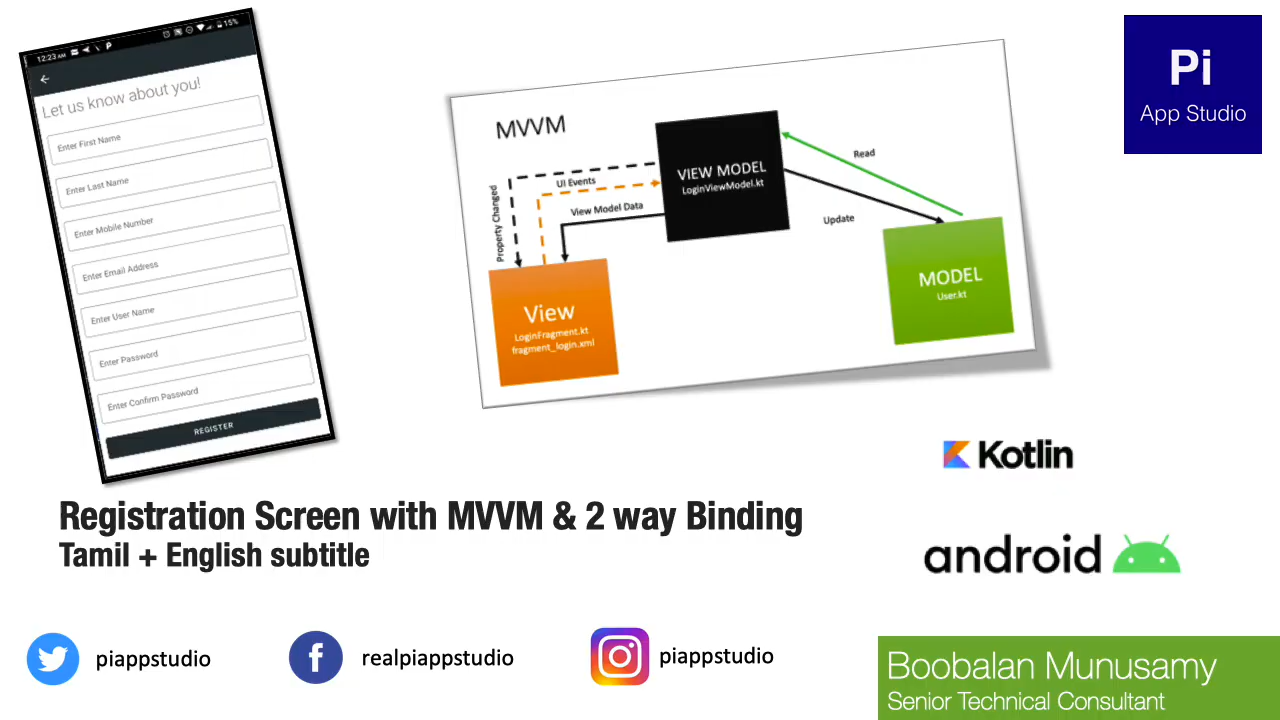 12:23 AM
15%
Let us know about you!
Enter First Name
Enter Last Name
Enter Mobile Number
Enter Email Address
Enter User Name
Enter Password
Enter Confirm Password
REGISTER
MVVM
Property Changed
UI Events
View Model Data
VIEW MODEL
LoginViewModel.kt
Read
Update
View
LoginFragment.kt
fragment_login.xml
MODEL
User.kt
Pi
App Studio
Kotlin
android
Registration Screen with MVVM & 2 way Binding
Tamil + English subtitle
piappstudio
realpiappstudio
piappstudio
Boobalan Munusamy
Senior Technical Consultant